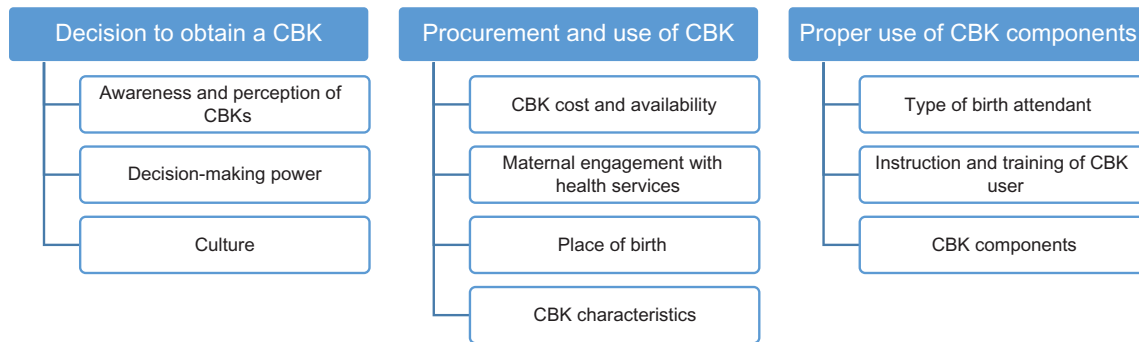 Decision to obtain a CBK
Awareness and perception of
CBKs
Decision-making power
Culture
Procurement and use of CBK
CBK cost and availability
Maternal engagement with
health services
Place of birth
CBK characteristics
Proper use of CBK components
Type of birth attendant
Instruction and training of CBK
user
CBK components